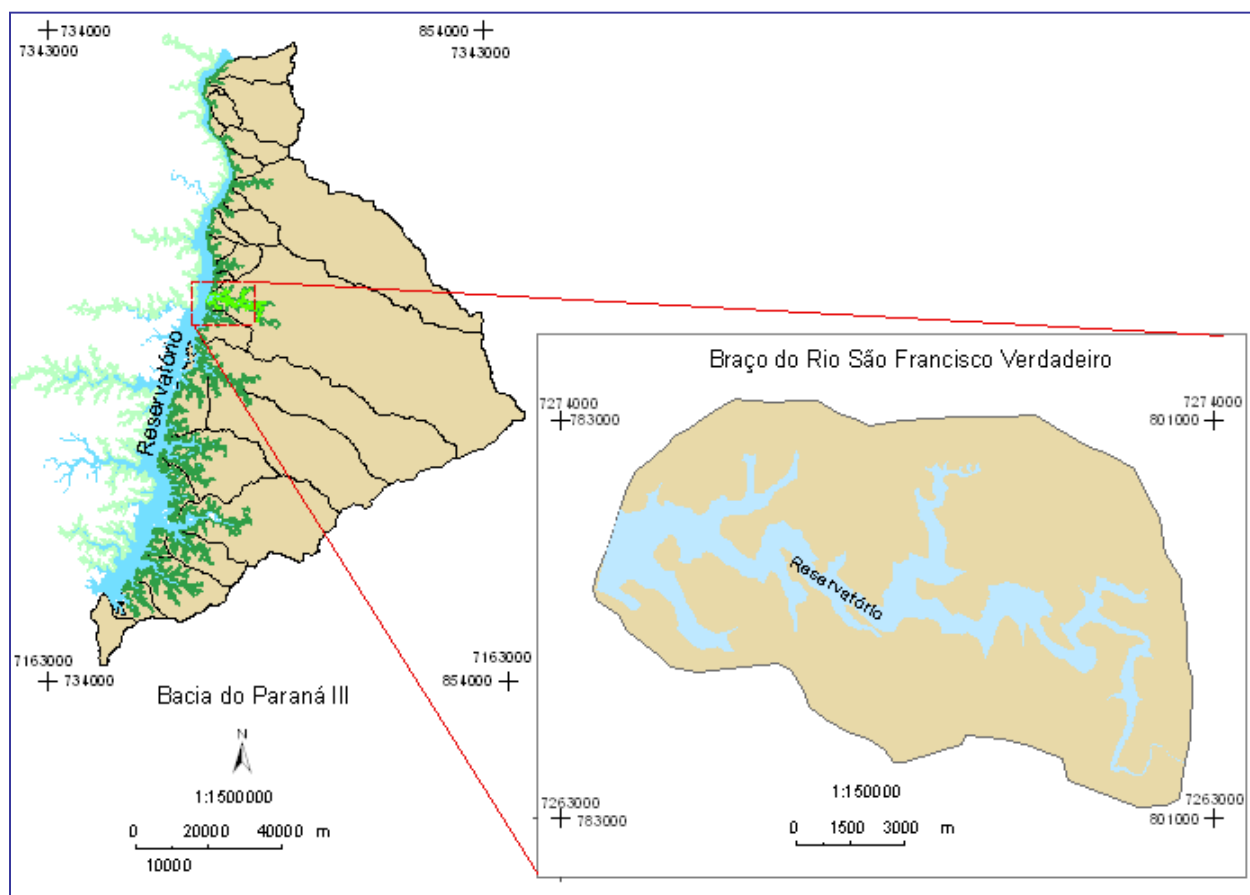 734000
7343000
854000
7343000
Reservatório
7163000
734000
7163000
854000
Bacia do Paraná III
N
1:1500000
0 20000 40000 m
10000
Braço do Rio São Francisco Verdadeiro
7274000
783000
7274000
801000
Reservatório
7263000
783000
1:150000
7263000
801000
0 1500 3000 m